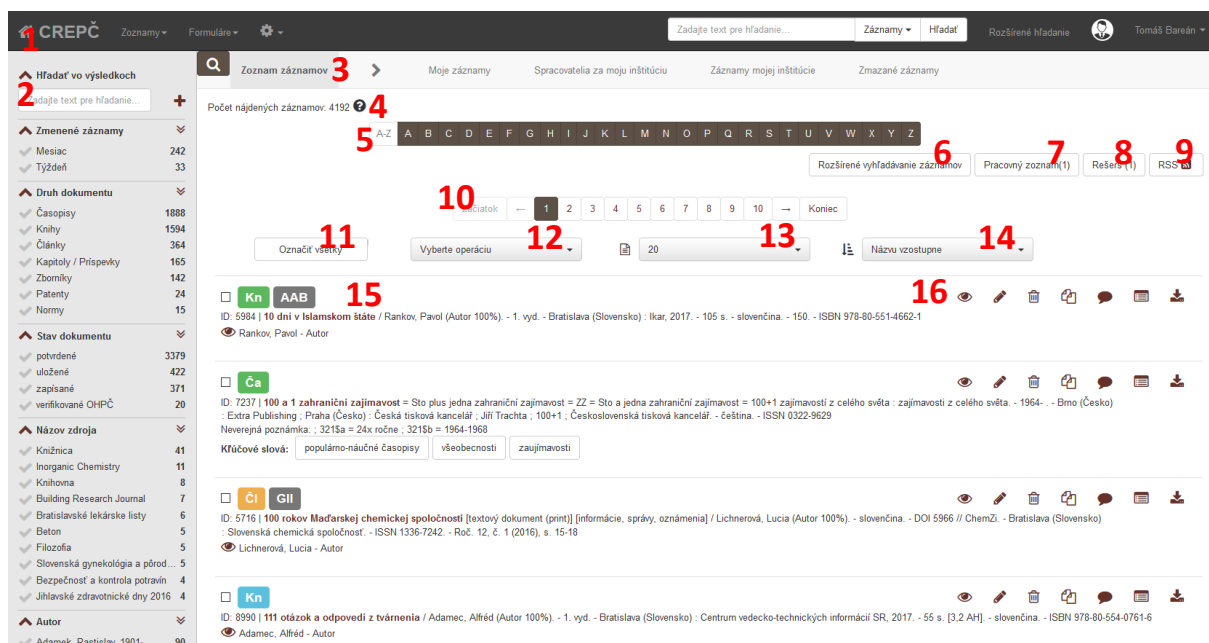 CREPČ Zoznamy Formuláre Zadajte text pre hľadanie... Záznamy Hľadať Rozšírené hľadanie Tomáš Bareán
1
Hľadať vo výsledkoch
2
Zadajte text pre hľadanie...
Zmenené záznamy
Mesiac 242
Týždeň 33
Druh dokumentu
Časopisy 1888
Knihy 1594
Články 364
Kapitoly / Príspevky 165
Zborníky 142
Patenty 24
Normy 15
Stav dokumentu
potvrdené 3379
uložené 422
zapísané 371
verifikované OHPČ 20
Názov zdroja
Knižnica 41
Inorganic Chemistry 11
Knihovna 8
Building Research Journal 7
Bratislavské lekárske listy 6
Beton 5
Filozofia 5
Slovenská gynekológia a pôrod... 5
Bezpečnosť a kontrola potravín 4
Jihlavské zdravotnické dny 2016 4
Autor
Adamek, Rastislav, 1901- 90
Zoznam záznamov 3 Moje záznamy Spracovatelia za moju inštitúciu Záznamy mojej inštitúcie Zmazané záznamy
Počet nájdených záznamov: 4192 ? 4
5 A-Z A B C D E F G H I J K L M N O P Q R S T U V W X Y Z
6 7 8 9
Rozšírené vyhľadávanie záznamov Pracovný zoznam(1) Rešerš (1) RSS
10 Začiatok ← 1 2 3 4 5 6 7 8 9 10 → Koniec
11 12 13 14
Označiť všetky Vyberte operáciu 20 Názvu vzostupne
Kn AAB 15 16
ID: 5984 | 10 dní v Islamskom štáte / Rankov, Pavol (Autor 100%). - 1. vyd. - Bratislava (Slovensko) : Ikar, 2017. - 105 s. - slovenčina. - 150. - ISBN 978-80-551-4662-1
Rankov, Pavol - Autor
Ča
ID: 7237 | 100 a 1 zahraniční zajímavost = Sto plus jedna zahraniční zajímavost = ZZ = Sto a jedna zahraniční zajímavost = 100+1 zajímavostí z celého světa : zajímavosti z celého světa. - 1964- . - Brno (Česko)
: Extra Publishing ; Praha (Česko) : Česká tisková kancelář ; Jiří Trachta ; 100+1 ; Československá tisková kancelář. - čeština. - ISSN 0322-9629
Neverejná poznámka: ; 321$a = 24x ročne ; 321$b = 1964-1968
Kľúčové slová: populárno-náučné časopisy všeobecnosti zaujímavosti
Čl GII
ID: 5716 | 100 rokov Maďarskej chemickej spoločnosti [textový dokument (print)] [informácie, správy, oznámenia] / Lichnerová, Lucia (Autor 100%). - slovenčina. - DOI 5966 // ChemZi. - Bratislava (Slovensko)
: Slovenská chemická spoločnosť. - ISSN 1336-7242. - Roč. 12, č. 1 (2016), s. 15-18
Lichnerová, Lucia - Autor
Kn
ID: 8990 | 111 otázok a odpovedí z tvárnenia / Adamec, Alfréd (Autor 100%). - 1. vyd. - Bratislava (Slovensko) : Centrum vedecko-technických informácií SR, 2017. - 55 s. [3,2 AH]. - slovenčina. - ISBN 978-80-554-0761-6
Adamec, Alfréd - Autor